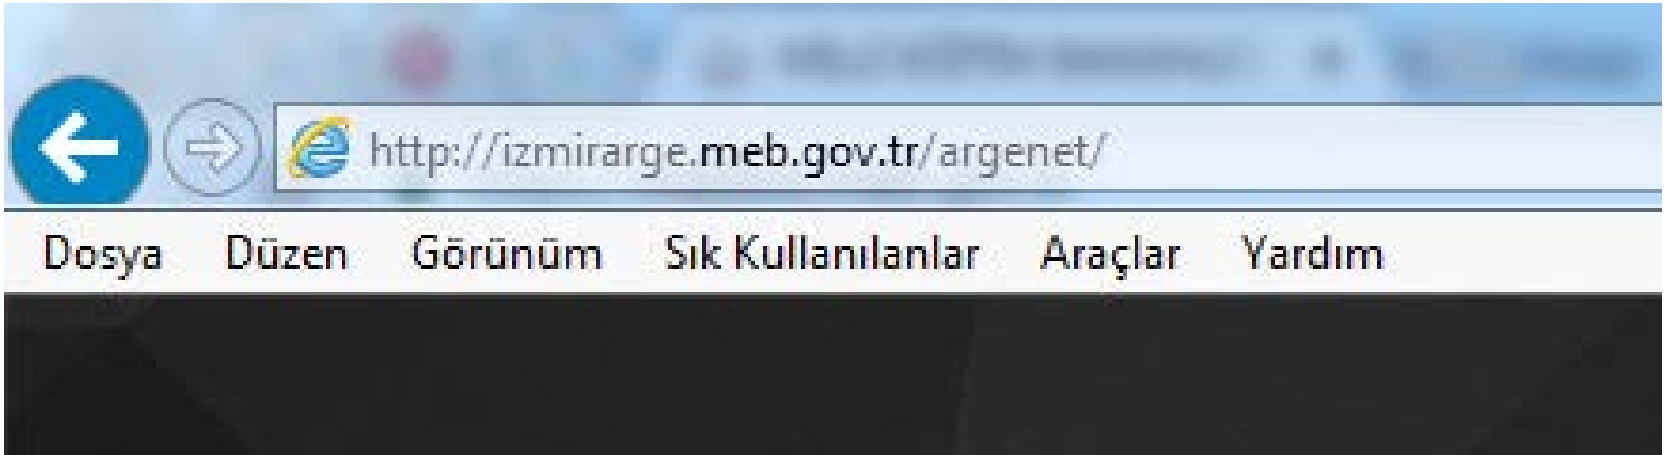 http://izmirarge.meb.gov.tr/argenet/
Dosya Düzen Görünüm Sık Kullanılanlar Araçlar Yardım